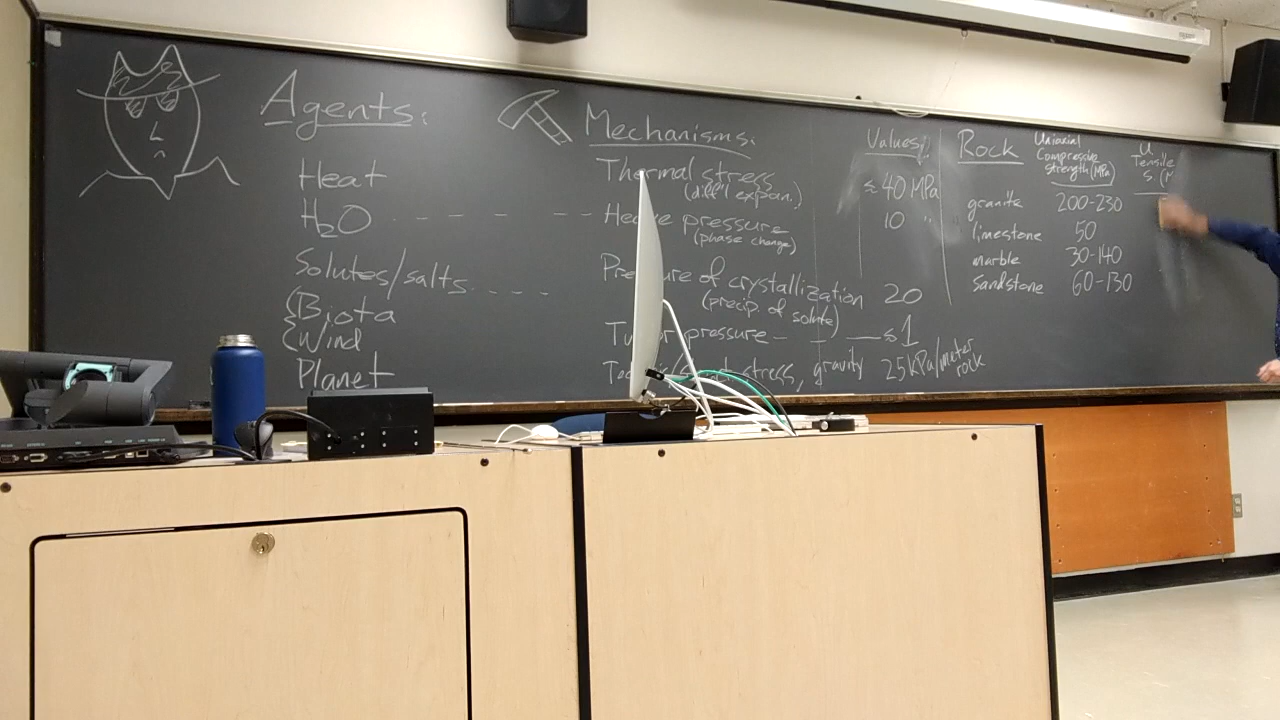 Agents:
Mechanisms:
Values:
Rock
Uniaxial
Compressive
Strength (MPa)
U
Tensile
S (M
Heat
Thermal stress
(diff'l expan.)
≈ 40 MPa
granite
200-230
H₂O
pressure
(phase change)
10 "
limestone
50
marble
30-140
Solutes/salts
of crystallization
(precip. of solute)
20
sandstone
60-130
Biota
pressure
≈ 1
Wind
Planet
stress, gravity
25 kPa/meter
rock